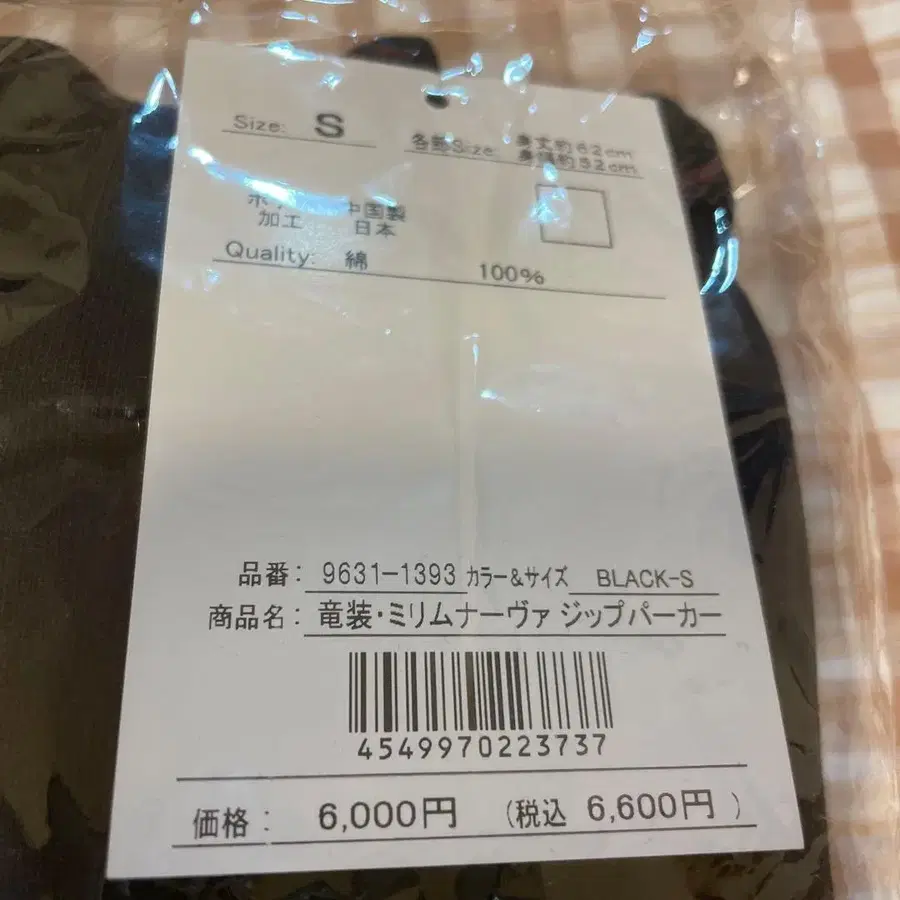 Size: S
各部Size 身丈約62cm
身幅約52cm
中国製
加工 日本
Quality: 綿 100%
品番: 9631-1393 カラー&サイズ BLACK-S
商品名: 竜装・ミリムナーヴァ ジップパーカー
4549970223737
価格: 6,000円 (税込 6,600円)